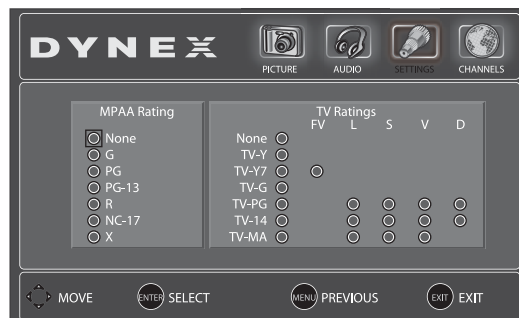 DYNEX
PICTURE AUDIO SETTINGS CHANNELS
MPAA Rating
None
G
PG
PG-13
R
NC-17
X
TV Ratings
FV L S V D
None
TV-Y
TV-Y7
TV-G
TV-PG
TV-14
TV-MA
MOVE ENTER SELECT MENU PREVIOUS EXIT EXIT